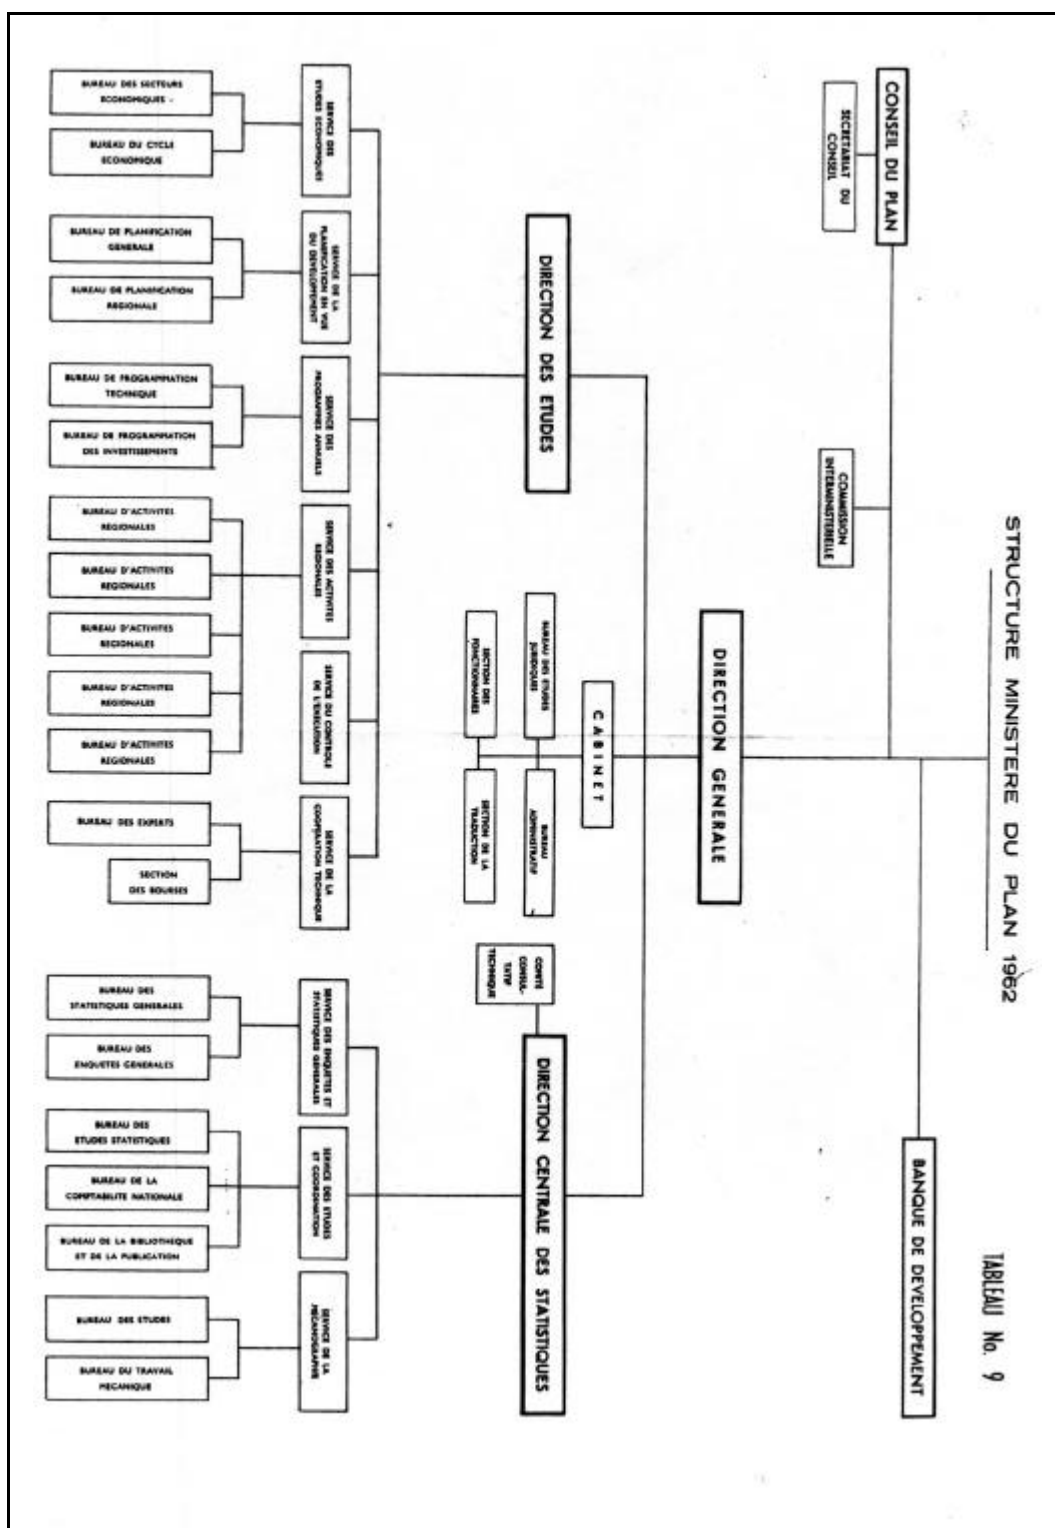 TABLEAU No. 9
STRUCTURE MINISTERE DU PLAN 1962
CONSEIL DU PLAN
SECRETARIAT DU
CONSEIL
COMMISSION
INTERMINISTERIELLE
BANQUE DE DEVELOPPEMENT
DIRECTION GENERALE
CABINET
BUREAU DES ETUDES
JURIDIQUES
BUREAU
ADMINISTRATIF
SECTION DES
FONCTIONNAIRES
SECTION DE LA
TRADUCTION
DIRECTION DES ETUDES
COMITE
CONSUL-
TATIF
TECHNIQUE
DIRECTION CENTRALE DES STATISTIQUES
SERVICE DES
ETUDES ECONOMIQUES
SERVICE DE LA
PLANIFICATION EN VUE
DU DEVELOPPEMENT
SERVICE DES
PROGRAMMES ANNUELS
SERVICE DES ACTIVITES
REGIONALES
SERVICE DU CONTROLE
DE L'EXECUTION
SERVICE DE LA
COOPERATION TECHNIQUE
SERVICE DES ENQUETES ET
STATISTIQUES GENERALES
SERVICE DES ETUDES
ET COORDINATION
SERVICE DE LA
MECANOGRAPHIE
BUREAU DES SECTEURS
ECONOMIQUES -
BUREAU DU CYCLE
ECONOMIQUE
BUREAU DE PLANIFICATION
GENERALE
BUREAU DE PLANIFICATION
REGIONALE
BUREAU DE PROGRAMMATION
TECHNIQUE
BUREAU DE PROGRAMMATION
DES INVESTISSEMENTS
BUREAU D'ACTIVITES
REGIONALES
BUREAU D'ACTIVITES
REGIONALES
BUREAU D'ACTIVITES
REGIONALES
BUREAU D'ACTIVITES
REGIONALES
BUREAU D'ACTIVITES
REGIONALES
BUREAU DES EXPERTS
SECTION
DES BOURSES
BUREAU DES
STATISTIQUES GENERALES
BUREAU DES
ENQUETES GENERALES
BUREAU DES
ETUDES STATISTIQUES
BUREAU DE LA
COMPTABILITE NATIONALE
BUREAU DE LA BIBLIOTHEQUE
ET DE LA PUBLICATION
BUREAU DES ETUDES
BUREAU DU TRAVAIL
MECANIQUE